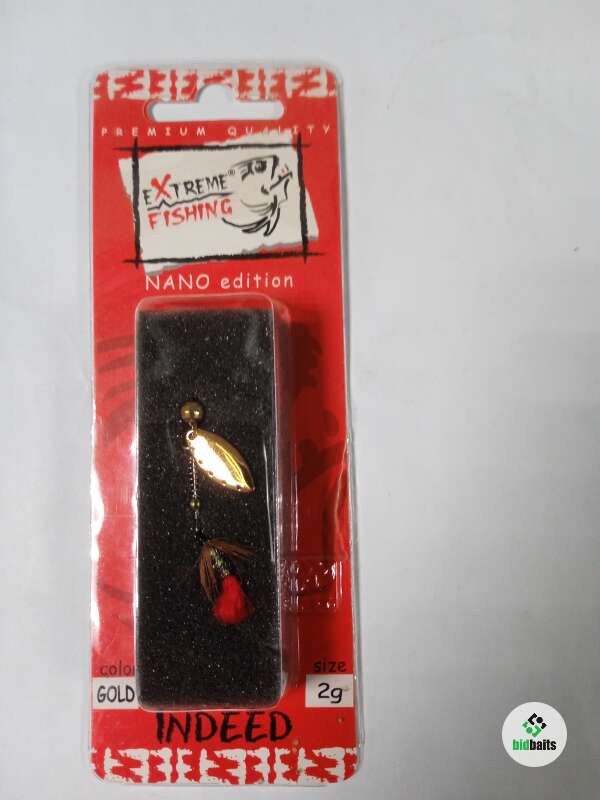 PREMIUM QUALITY
eXTREME®
FISHING
NANO edition
color
size
GOLD
2g
INDEED
bidbaits